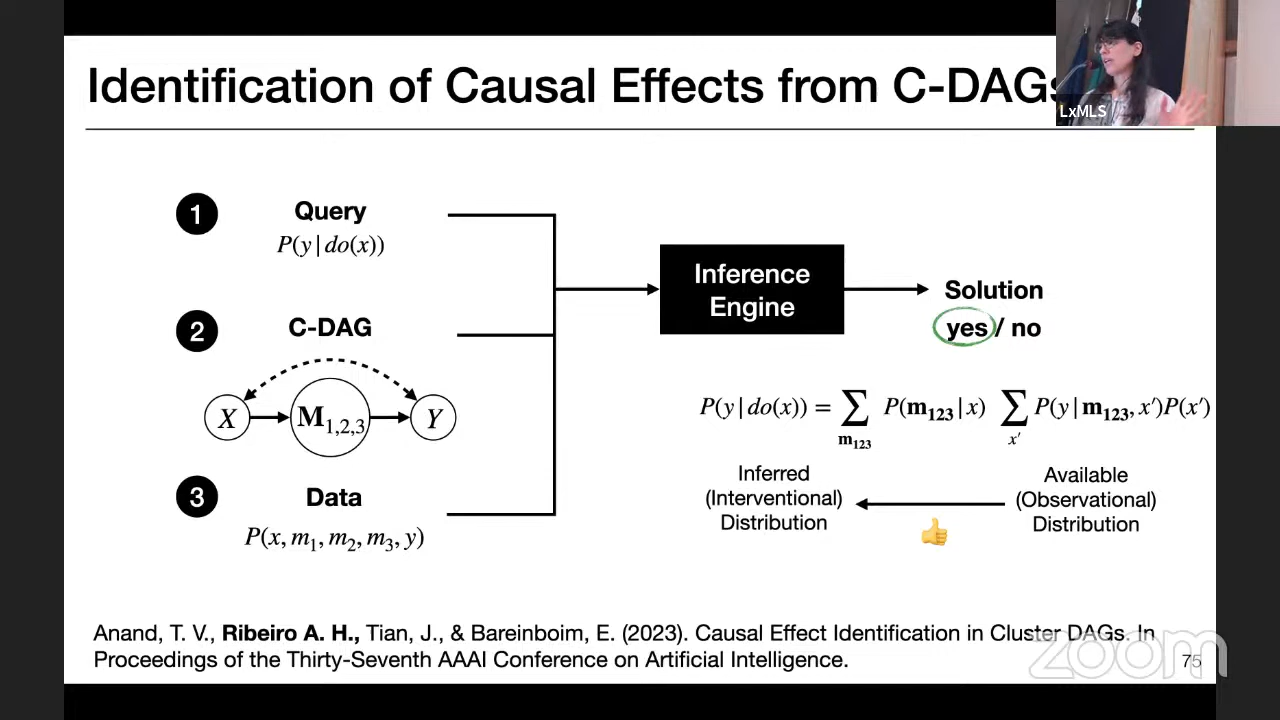 Identification of Causal Effects from C-DAGs
LxMLS
1 Query
P(y|do(x))
2 C-DAG
X M1,2,3 Y
3 Data
P(x, m1, m2, m3, y)
Inference
Engine
Solution
yes / no
P(y|do(x)) = ∑ P(m123|x) ∑ P(y|m123, x′)P(x′)
m123 x′
Inferred
(Interventional)
Distribution
Available
(Observational)
Distribution
Anand, T. V., Ribeiro A. H., Tian, J., & Bareinboim, E. (2023). Causal Effect Identification in Cluster DAGs. In
Proceedings of the Thirty-Seventh AAAI Conference on Artificial Intelligence.
zoom
75